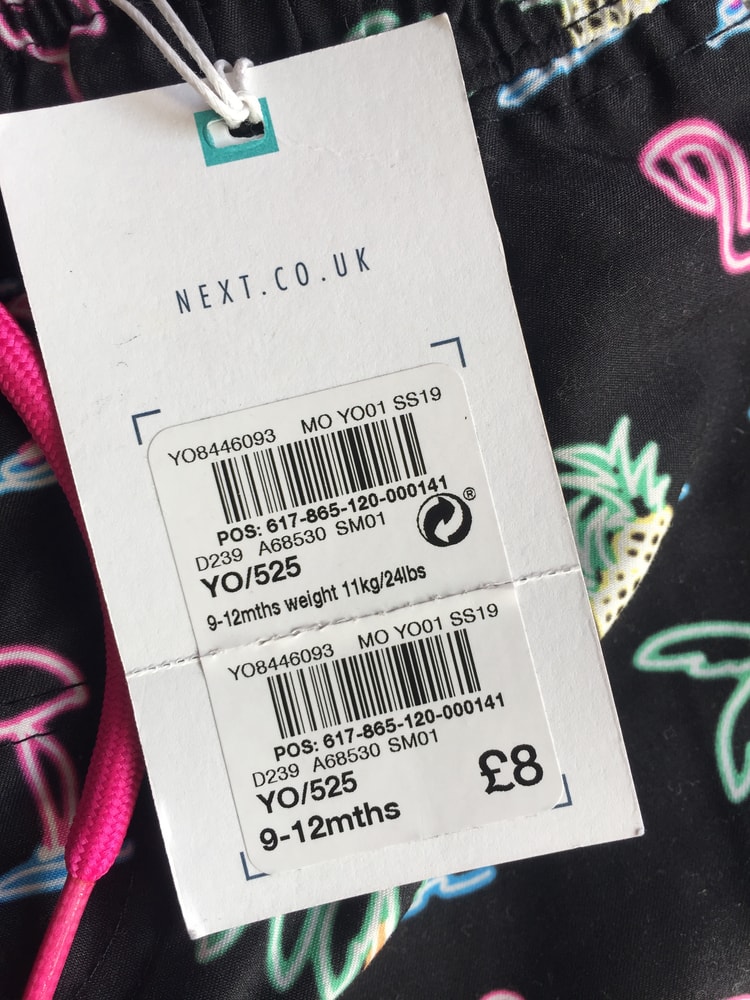 NEXT.CO.UK
YO8446093 MO YO01 SS19
POS: 617-865-120-000141
®
D239 A68530 SM01
YO/525
9-12mths weight 11kg/24lbs
YO8446093 MO YO01 SS19
POS: 617-865-120-000141
D239 A68530 SM01
YO/525
£8
9-12mths